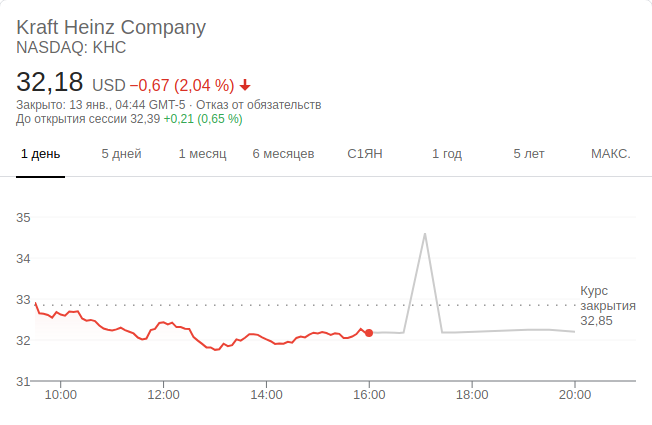 Kraft Heinz Company
NASDAQ: KHC
32,18 USD −0,67 (2,04 %)
Закрыто: 13 янв., 04:44 GMT-5 · Отказ от обязательств
До открытия сессии 32,39 +0,21 (0,65 %)
1 день 5 дней 1 месяц 6 месяцев С1ЯН 1 год 5 лет МАКС.
35
34
33
32
31
Курс
закрытия
32,85
10:00 12:00 14:00 16:00 18:00 20:00